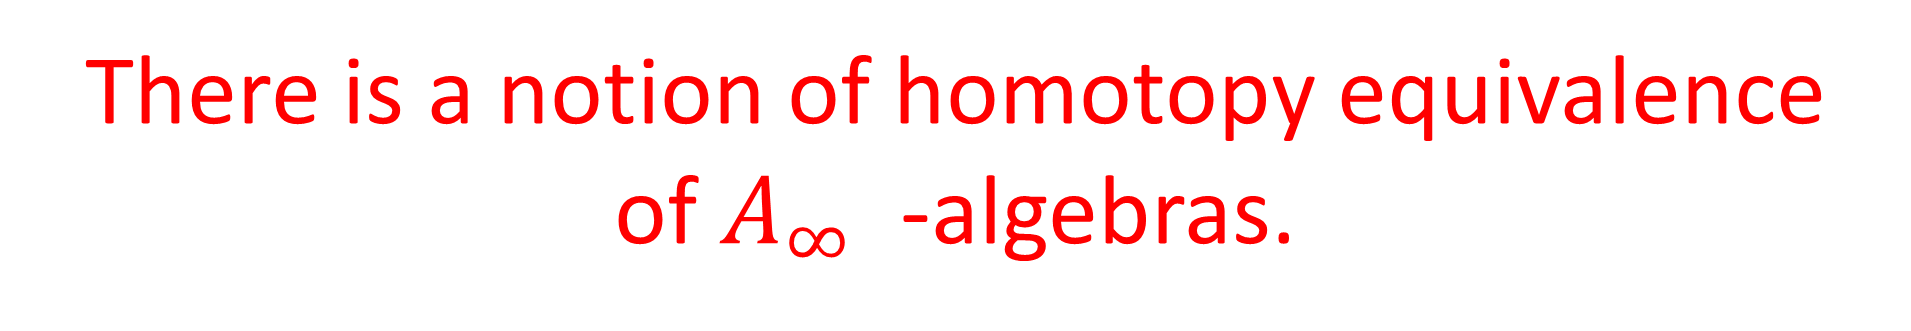 There is a notion of homotopy equivalence
of A∞ -algebras.